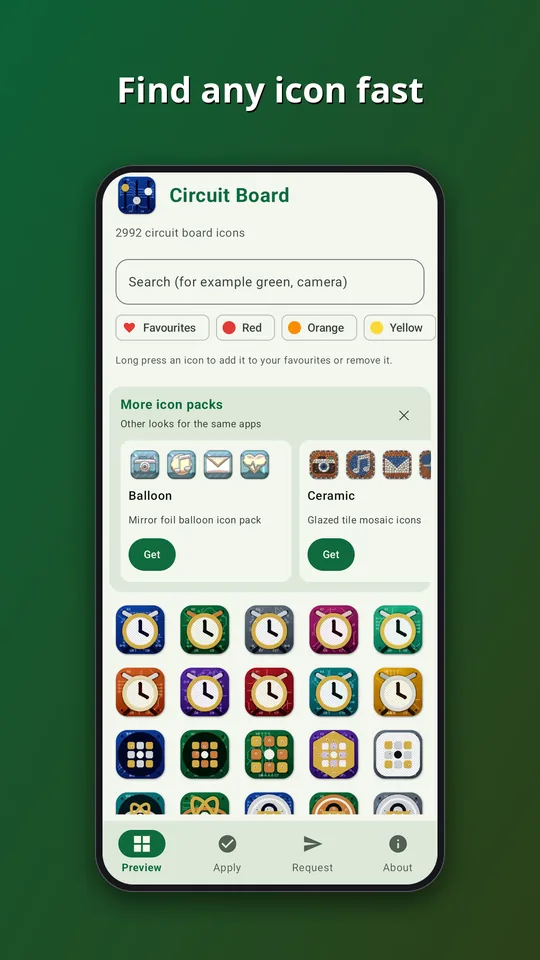 Find any icon fast
Circuit Board
2992 circuit board icons
Search (for example green, camera)
Favourites
Red
Orange
Yellow
Long press an icon to add it to your favourites or remove it.
More icon packs
Other looks for the same apps
Balloon
Mirror foil balloon icon pack
Get
Ceramic
Glazed tile mosaic icons
Get
Preview
Apply
Request
About